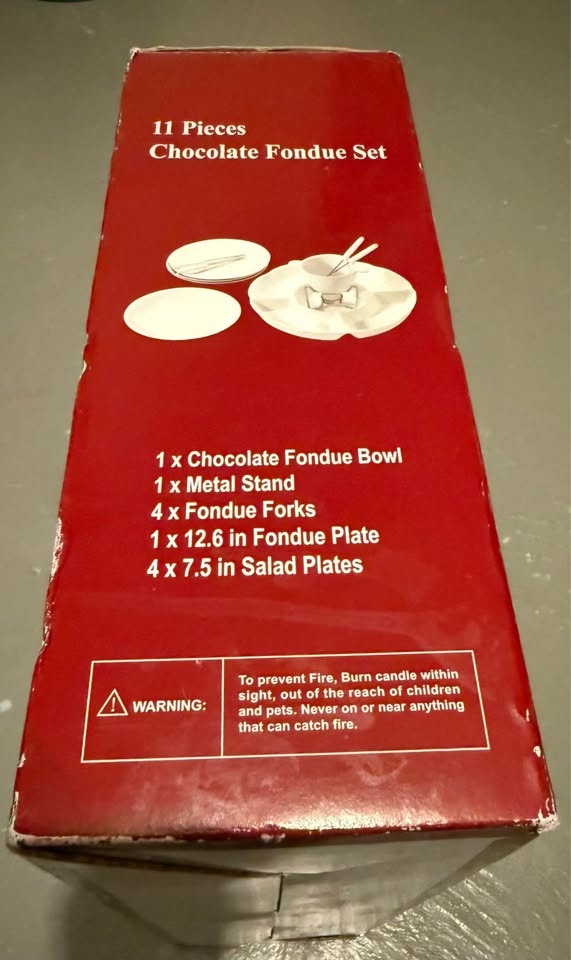 11 Pieces
Chocolate Fondue Set
1 x Chocolate Fondue Bowl
1 x Metal Stand
4 x Fondue Forks
1 x 12.6 in Fondue Plate
4 x 7.5 in Salad Plates
WARNING:
To prevent Fire, Burn candle within
sight, out of the reach of children
and pets. Never on or near anything
that can catch fire.